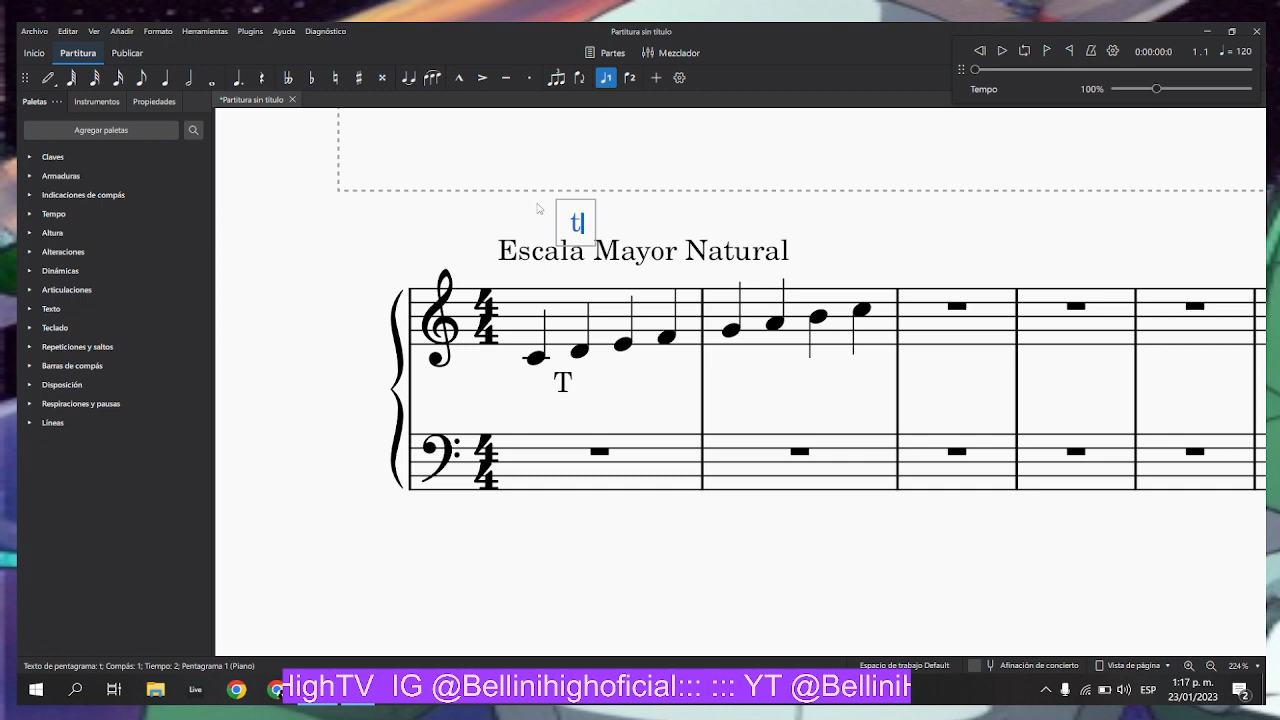 Archivo Editar Ver Añadir Formato Herramientas Plugins Ayuda Diagnóstico
Partitura sin título
Inicio Partitura Publicar
Partes Mezclador
0:00:00:0 1. 1 = 120
Tempo 100%
Paletas Instrumentos Propiedades
*Partitura sin título
Agregar paletas
Claves
Armaduras
Indicaciones de compás
Tempo
Altura
Alteraciones
Dinámicas
Articulaciones
Texto
Teclado
Repeticiones y saltos
Barras de compás
Disposición
Respiraciones y pausas
Líneas
t
Escala Mayor Natural
T
Texto de pentagrama: t; Compás: 1; Tiempo: 2; Pentagrama 1 (Piano)
Espacio de trabajo Default
Afinación de concierto
Vista de página
224%
Live
HighTV IG @Bellinihighoficial::: ::: YT @BelliniH
ESP
1:17 p. m.
23/01/2023
2